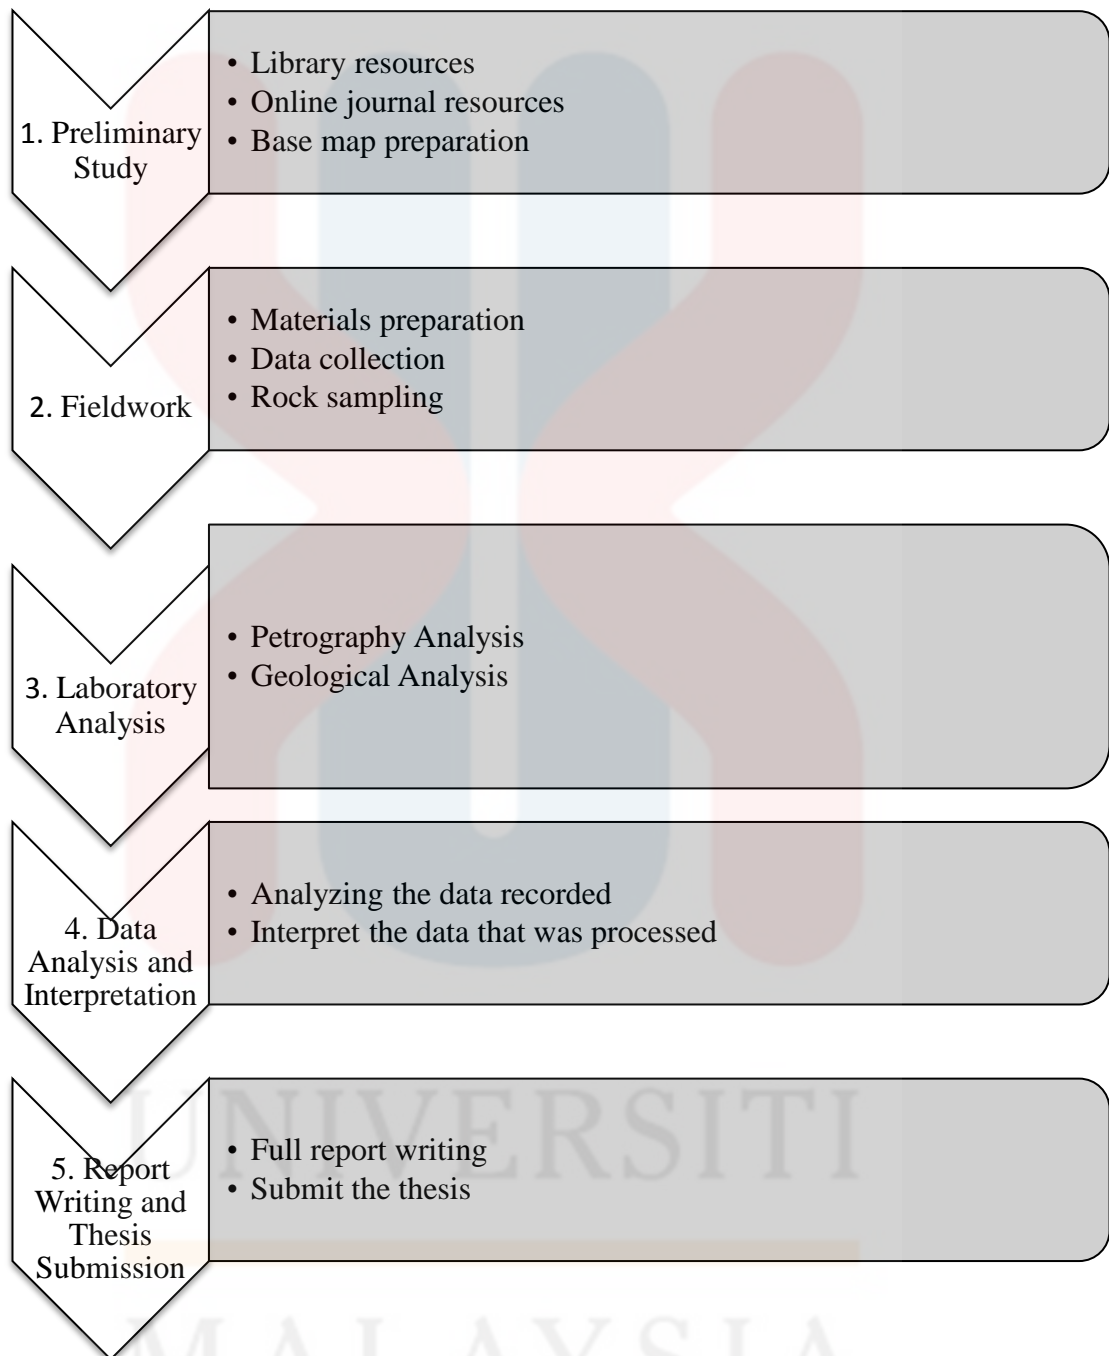 1. Preliminary
Study
• Library resources
• Online journal resources
• Base map preparation
2. Fieldwork
• Materials preparation
• Data collection
• Rock sampling
3. Laboratory
Analysis
• Petrography Analysis
• Geological Analysis
4. Data
Analysis and
Interpretation
• Analyzing the data recorded
• Interpret the data that was processed
5. Report
Writing and
Thesis
Submission
• Full report writing
• Submit the thesis
UNIVERSITI
MALAYSIA